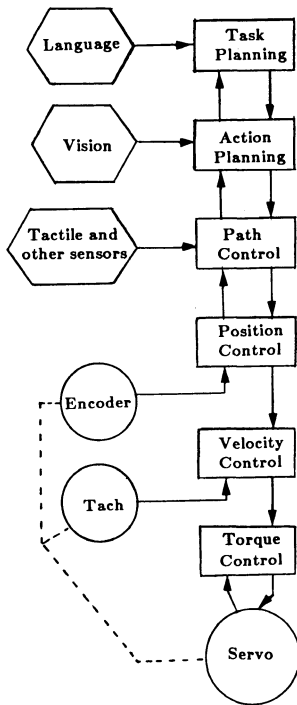 Language
Task
Planning
Vision
Action
Planning
Tactile and
other sensors
Path
Control
Position
Control
Encoder
Velocity
Control
Tach
Torque
Control
Servo